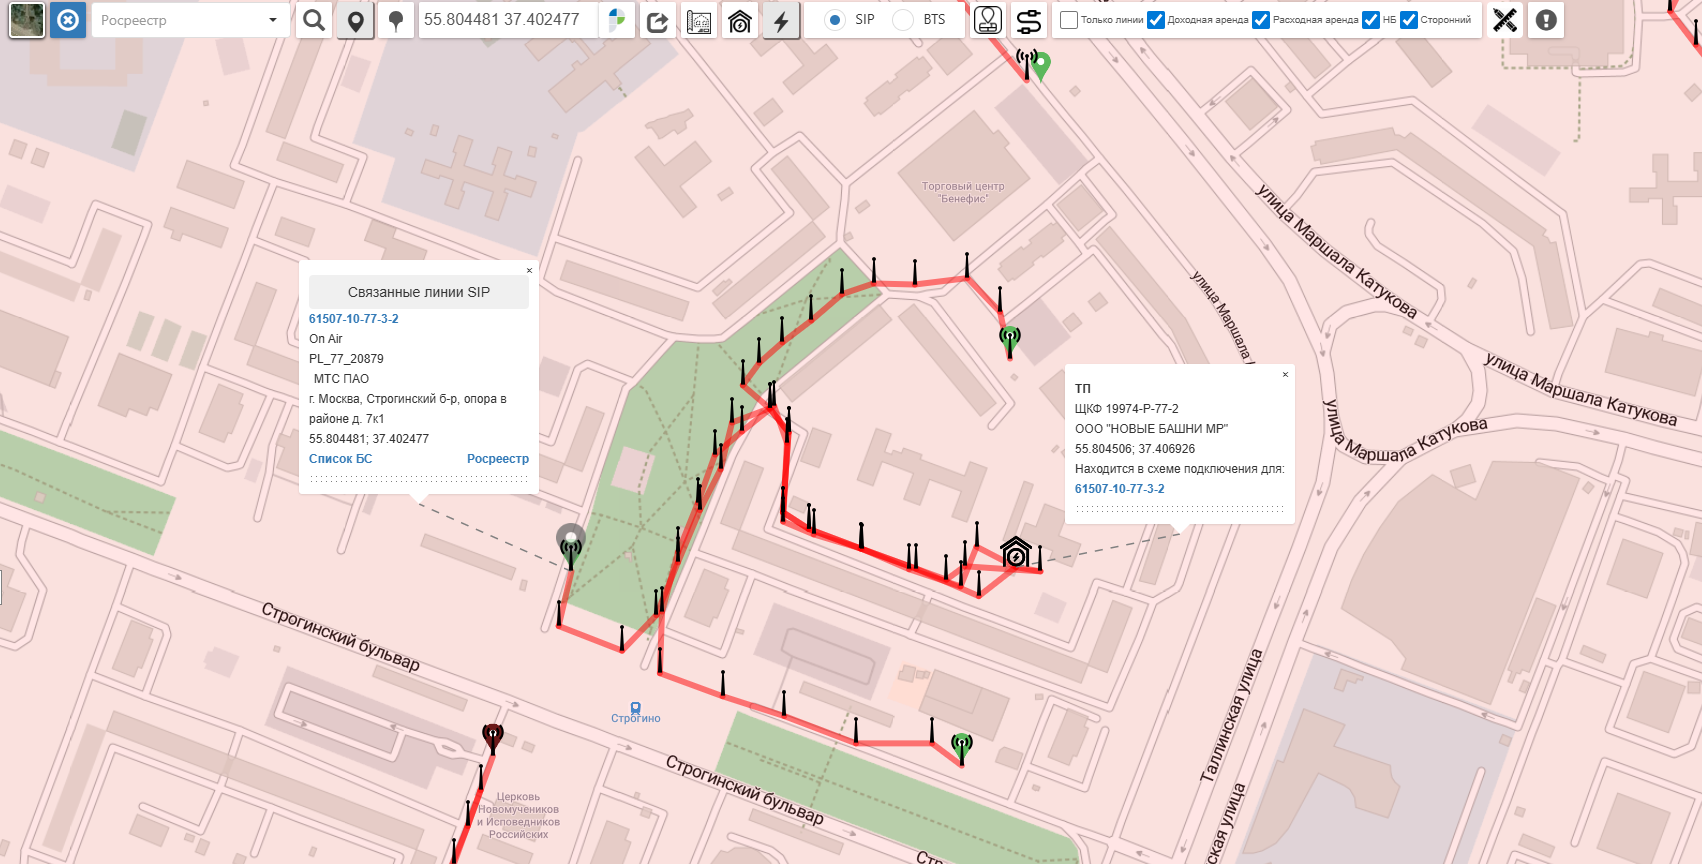 Росреестр
55.804481 37.402477
SIP
BTS
Только линии
Доходная аренда
Расходная аренда
НБ
Сторонний
Торговый центр
"Бенефис"
улица Маршала Катукова
улица Маршала
улица Маршала Катукова
улица Маршала Катукова
×
Связанные линии SIP
61507-10-77-3-2
On Air
PL_77_20879
МТС ПАО
г. Москва, Строгинский б-р, опора в
районе д. 7к1
55.804481; 37.402477
Список БС
Росреестр
×
ТП
ЩКФ 19974-Р-77-2
ООО "НОВЫЕ БАШНИ МР"
55.804506; 37.406926
Находится в схеме подключения для:
61507-10-77-3-2
Строгинский бульвар
Строгино
Строгинский бульвар
Таллинская улица
Церковь
Новомучеников
и Исповедников
Российских
ская улица
Стро